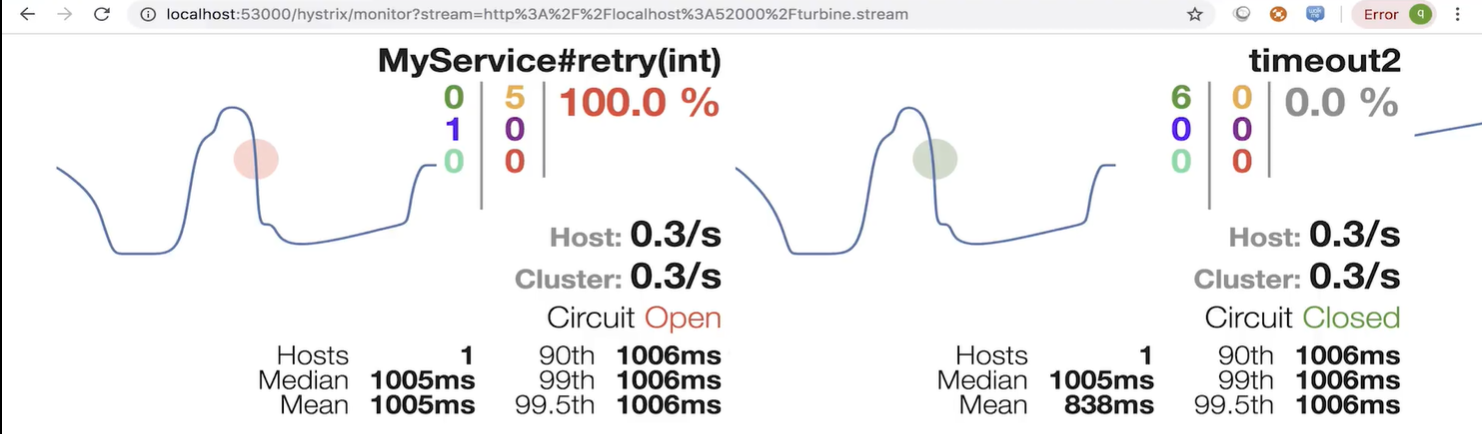 localhost:53000/hystrix/monitor?stream=http%3A%2F%2Flocalhost%3A52000%2Fturbine.stream
Error q
MyService#retry(int)
0 5 100.0 %
1 0
0 0
Host: 0.3/s
Cluster: 0.3/s
Circuit Open
Hosts 1 90th 1006ms
Median 1005ms 99th 1006ms
Mean 1005ms 99.5th 1006ms
timeout2
6 0 0.0 %
0 0
0 0
Host: 0.3/s
Cluster: 0.3/s
Circuit Closed
Hosts 1 90th 1006ms
Median 1005ms 99th 1006ms
Mean 838ms 99.5th 1006ms